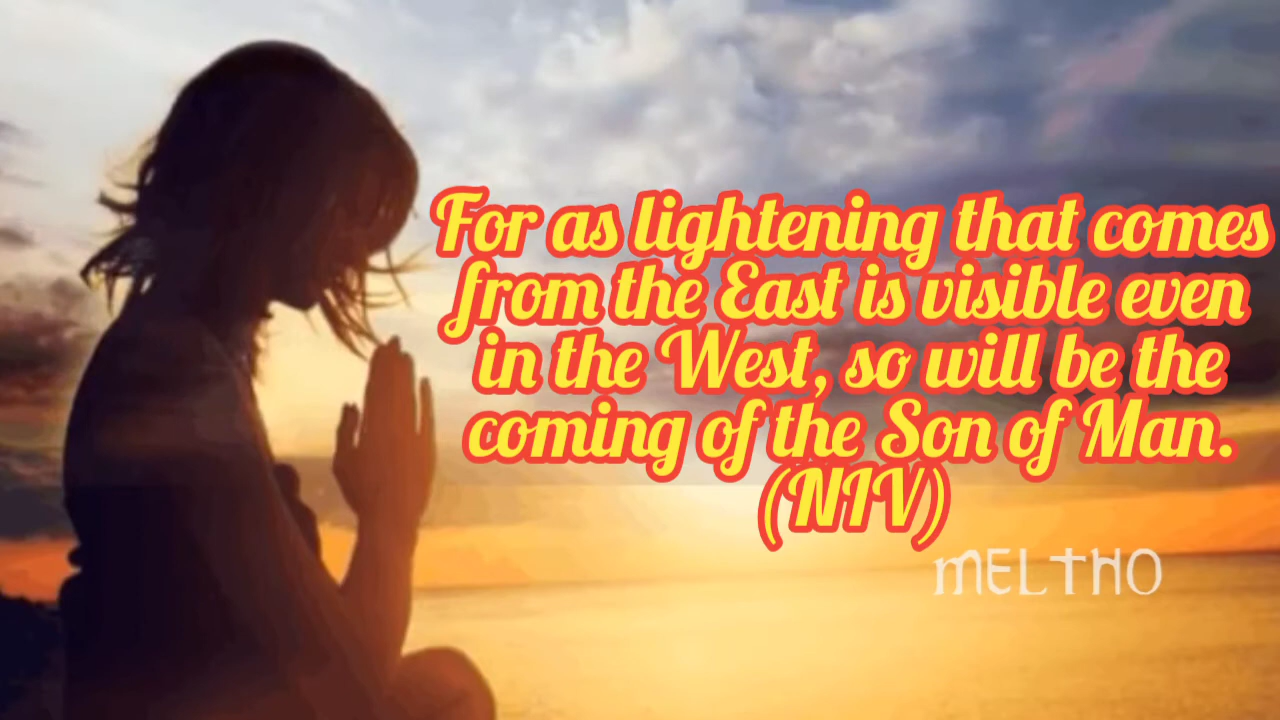 For as lightening that comes
from the East is visible even
in the West, so will be the
coming of the Son of Man.
(NIV)
MELTHO